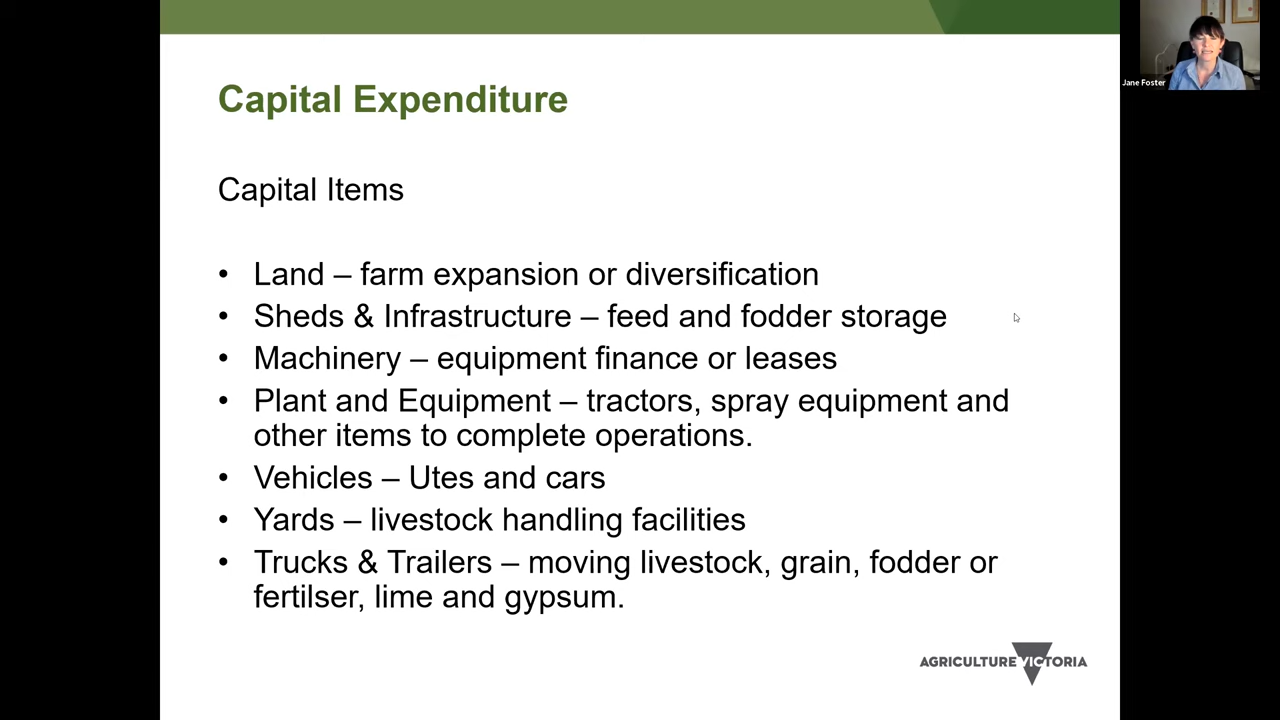 Capital Expenditure
Jane Foster
Capital Items
• Land – farm expansion or diversification
• Sheds & Infrastructure – feed and fodder storage
• Machinery – equipment finance or leases
• Plant and Equipment – tractors, spray equipment and
other items to complete operations.
• Vehicles – Utes and cars
• Yards – livestock handling facilities
• Trucks & Trailers – moving livestock, grain, fodder or
fertilser, lime and gypsum.
AGRICULTURE VICTORIA